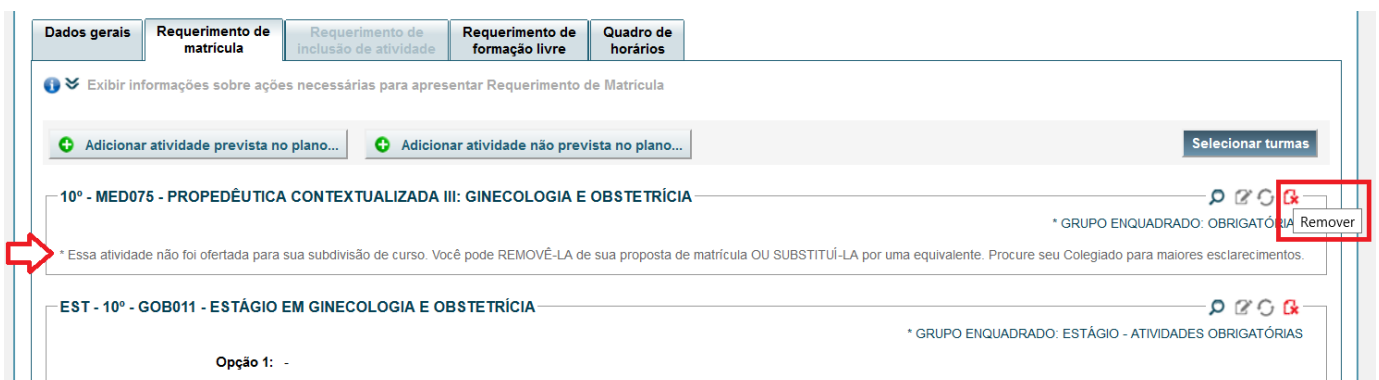 Dados gerais
Requerimento de
matrícula
Requerimento de
inclusão de atividade
Requerimento de
formação livre
Quadro de
horários
Exibir informações sobre ações necessárias para apresentar Requerimento de Matrícula
Adicionar atividade prevista no plano...
Adicionar atividade não prevista no plano...
Selecionar turmas
10º - MED075 - PROPEDÊUTICA CONTEXTUALIZADA III: GINECOLOGIA E OBSTETRÍCIA
* GRUPO ENQUADRADO: OBRIGATÓRIA
Remover
* Essa atividade não foi ofertada para sua subdivisão de curso. Você pode REMOVÊ-LA de sua proposta de matrícula OU SUBSTITUÍ-LA por uma equivalente. Procure seu Colegiado para maiores esclarecimentos.
EST - 10º - GOB011 - ESTÁGIO EM GINECOLOGIA E OBSTETRÍCIA
* GRUPO ENQUADRADO: ESTÁGIO - ATIVIDADES OBRIGATÓRIAS
Opção 1: -